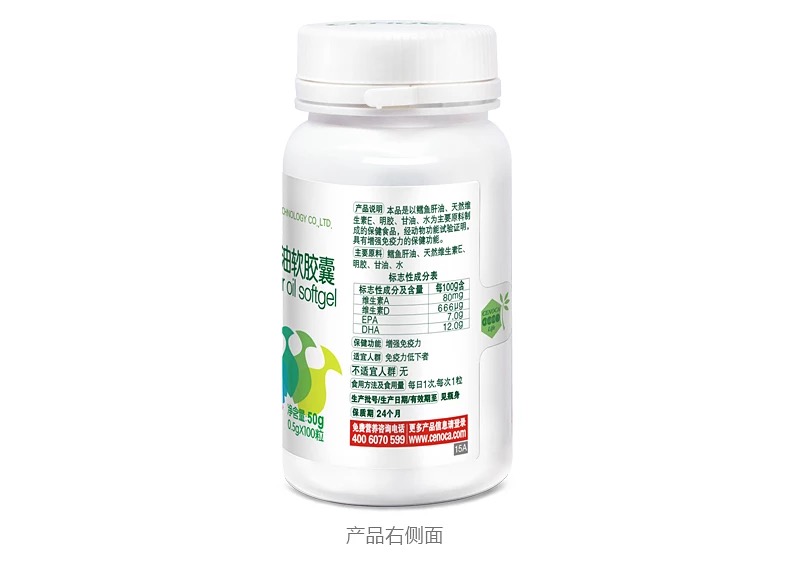 TECHNOLOGY CO.,LTD.
油软胶囊
oil softgel
净含量:50g
0.5gX100粒
产品说明 本品是以鳕鱼肝油、天然维
生素E、明胶、甘油、水为主要原料制
成的保健食品，经动物功能试验证明，
具有增强免疫力的保健功能。
主要原料 鳕鱼肝油、天然维生素E、
明胶、甘油、水
标志性成分表
标志性成分及含量 每100g含
维生素A 80mg
维生素D 666μg
EPA 7.0g
DHA 12.0g
保健功能 增强免疫力
适宜人群 免疫力低下者
不适宜人群 无
食用方法及食用量 每日1次,每次1粒
生产批号/生产日期/有效期至 见瓶身
保质期 24个月
免费营养咨询电话 更多产品信息请登录
400 6070 599 www.cenoca.com
15A
CENOCA
产品右侧面